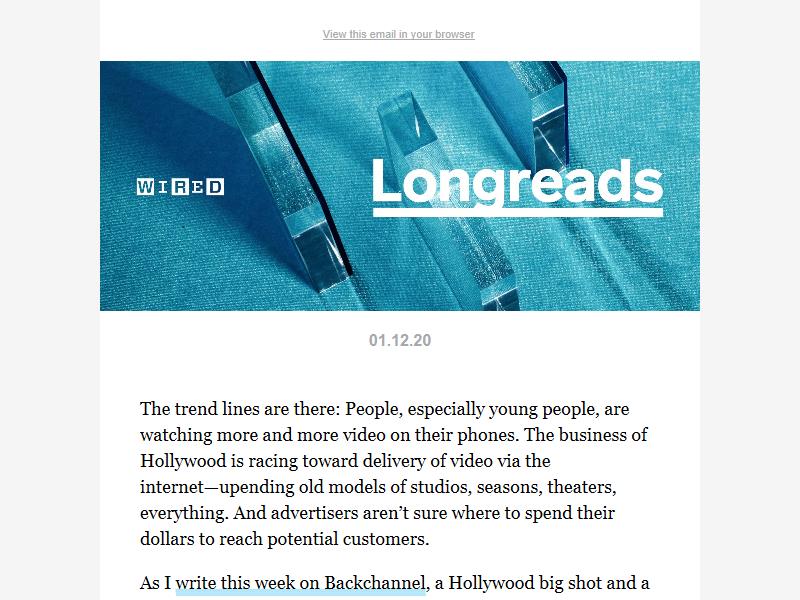 View this email in your browser
WIRED
Longreads
01.12.20
The trend lines are there: People, especially young people, are
watching more and more video on their phones. The business of
Hollywood is racing toward delivery of video via the
internet—upending old models of studios, seasons, theaters,
everything. And advertisers aren’t sure where to spend their
dollars to reach potential customers.
As I write this week on Backchannel, a Hollywood big shot and a